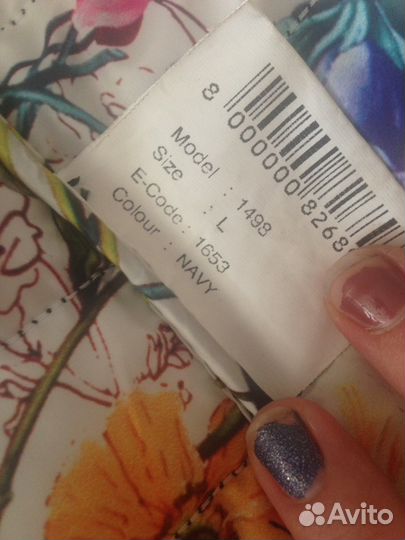 8 000000 8268
Model : 1498
Size : L
E-Code : 1653
Colour : NAVY
Avito